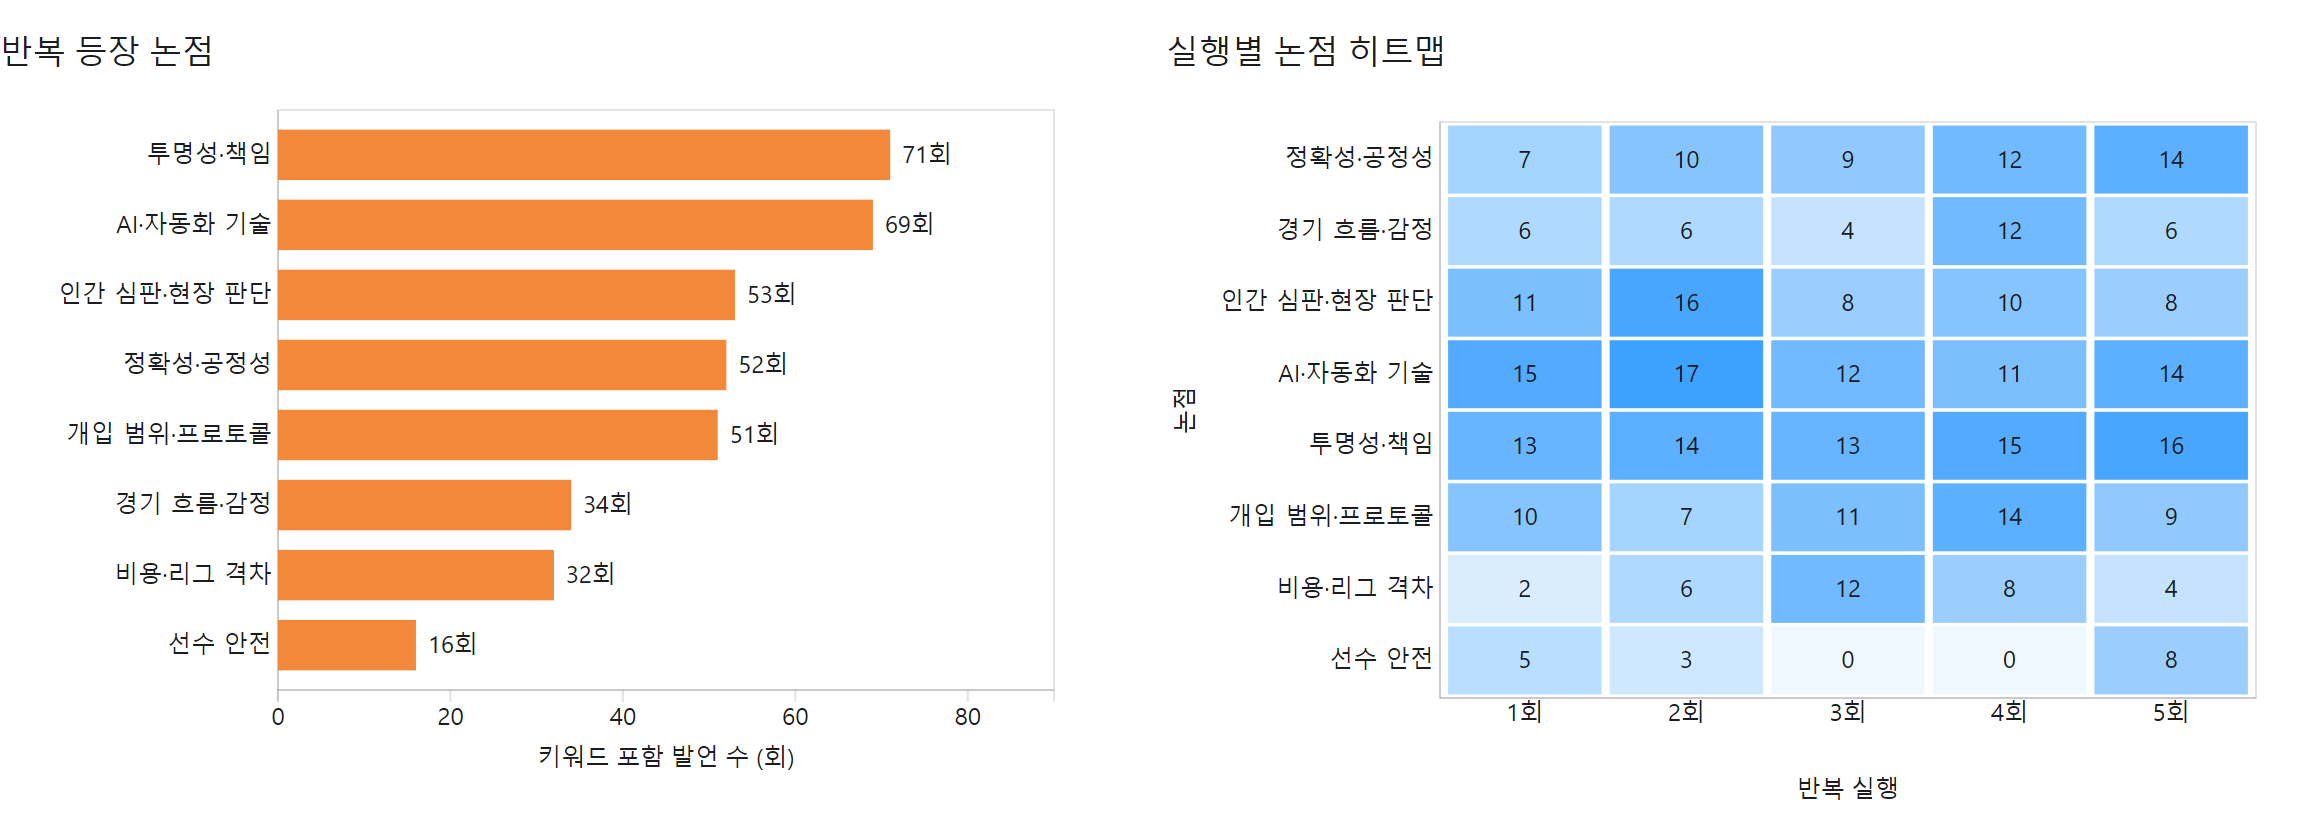 반복 등장 논점
투명성·책임 71회
AI·자동화 기술 69회
인간 심판·현장 판단 53회
정확성·공정성 52회
개입 범위·프로토콜 51회
경기 흐름·감정 34회
비용·리그 격차 32회
선수 안전 16회
0 20 40 60 80
키워드 포함 발언 수 (회)
실행별 논점 히트맵
논점
정확성·공정성 7 10 9 12 14
경기 흐름·감정 6 6 4 12 6
인간 심판·현장 판단 11 16 8 10 8
AI·자동화 기술 15 17 12 11 14
투명성·책임 13 14 13 15 16
개입 범위·프로토콜 10 7 11 14 9
비용·리그 격차 2 6 12 8 4
선수 안전 5 3 0 0 8
1회 2회 3회 4회 5회
반복 실행